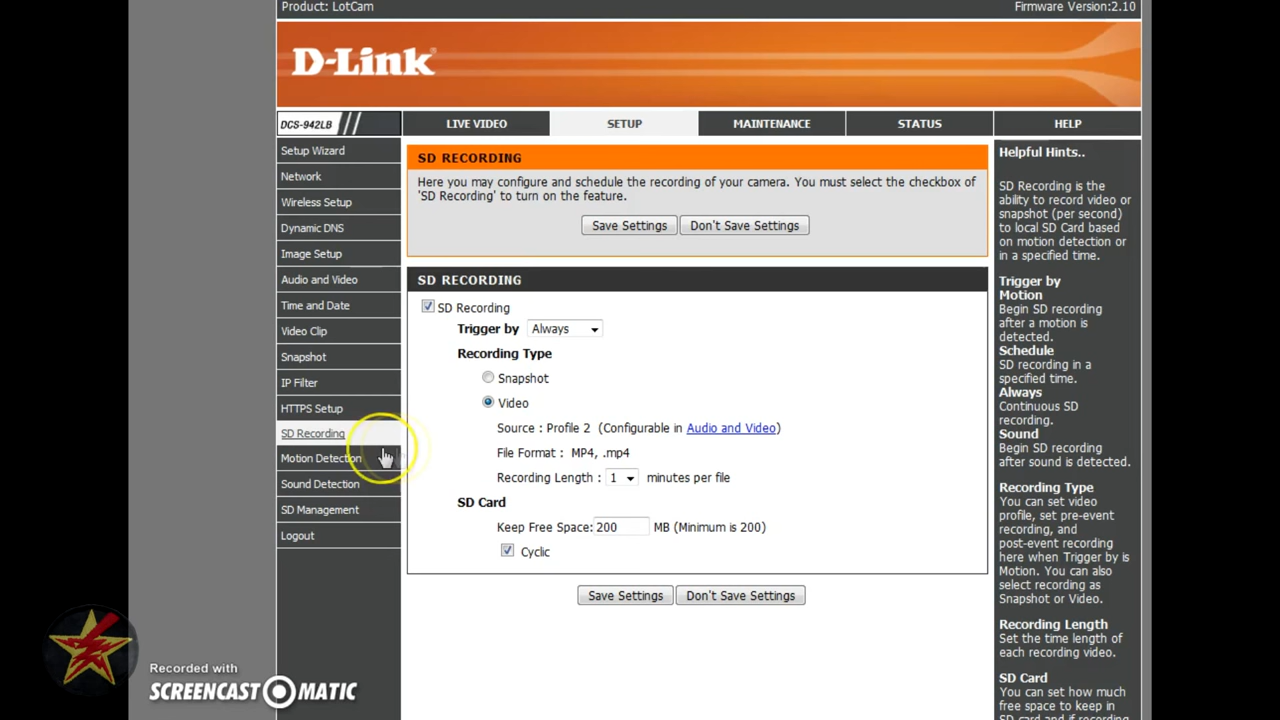 Product: LotCam
Firmware Version:2.10
D-Link
DCS-942LB
LIVE VIDEO
SETUP
MAINTENANCE
STATUS
HELP
Setup Wizard
Network
Wireless Setup
Dynamic DNS
Image Setup
Audio and Video
Time and Date
Video Clip
Snapshot
IP Filter
HTTPS Setup
SD Recording
Motion Detection
Sound Detection
SD Management
Logout
SD RECORDING
Here you may configure and schedule the recording of your camera. You must select the checkbox of
'SD Recording' to turn on the feature.
Save Settings
Don't Save Settings
SD RECORDING
SD Recording
Trigger by Always
Recording Type
Snapshot
Video
Source : Profile 2 (Configurable in Audio and Video)
File Format : MP4, .mp4
Recording Length : 1 minutes per file
SD Card
Keep Free Space: 200 MB (Minimum is 200)
Cyclic
Save Settings
Don't Save Settings
Helpful Hints..
SD Recording is the
ability to record video or
snapshot (per second)
to local SD Card based
on motion detection or
in a specified time.
Trigger by
Motion
Begin SD recording
after a motion is
detected.
Schedule
SD recording in a
specified time.
Always
Continuous SD
recording.
Sound
Begin SD recording
after sound is detected.
Recording Type
You can set video
profile, set pre-event
recording, and
post-event recording
here when Trigger by is
Motion. You can also
select recording as
Snapshot or Video.
Recording Length
Set the time length of
each recording video.
SD Card
You can set how much
free space to keep in
SD card and if recording
Recorded with
SCREENCAST-O-MATIC